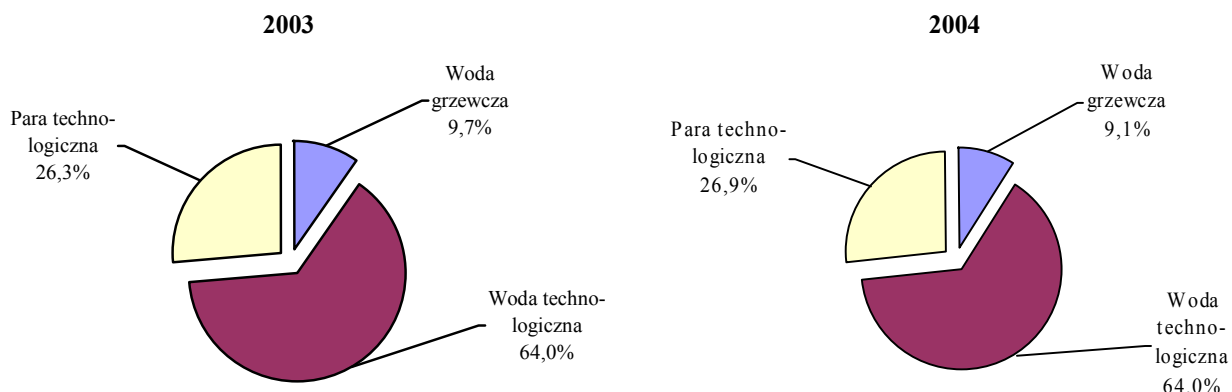 2003
Woda
grzewcza
9,7%
Para techno-
logiczna
26,3%
Woda techno-
logiczna
64,0%
2004
Woda
grzewcza
9,1%
Para techno-
logiczna
26,9%
Woda
techno-
logiczna
64,0%